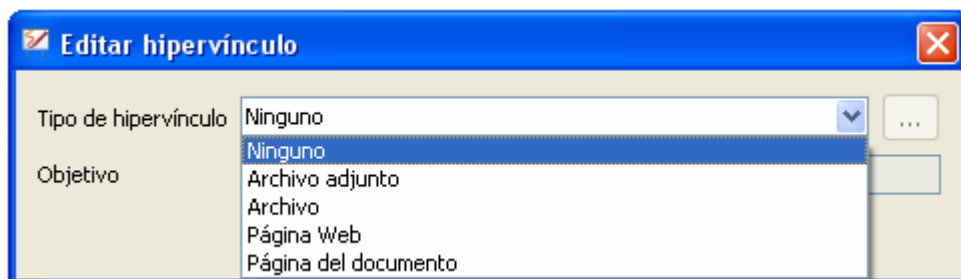 Editar hipervínculo
Tipo de hipervínculo Ninguno ...
Ninguno
Objetivo Archivo adjunto
Archivo
Página Web
Página del documento